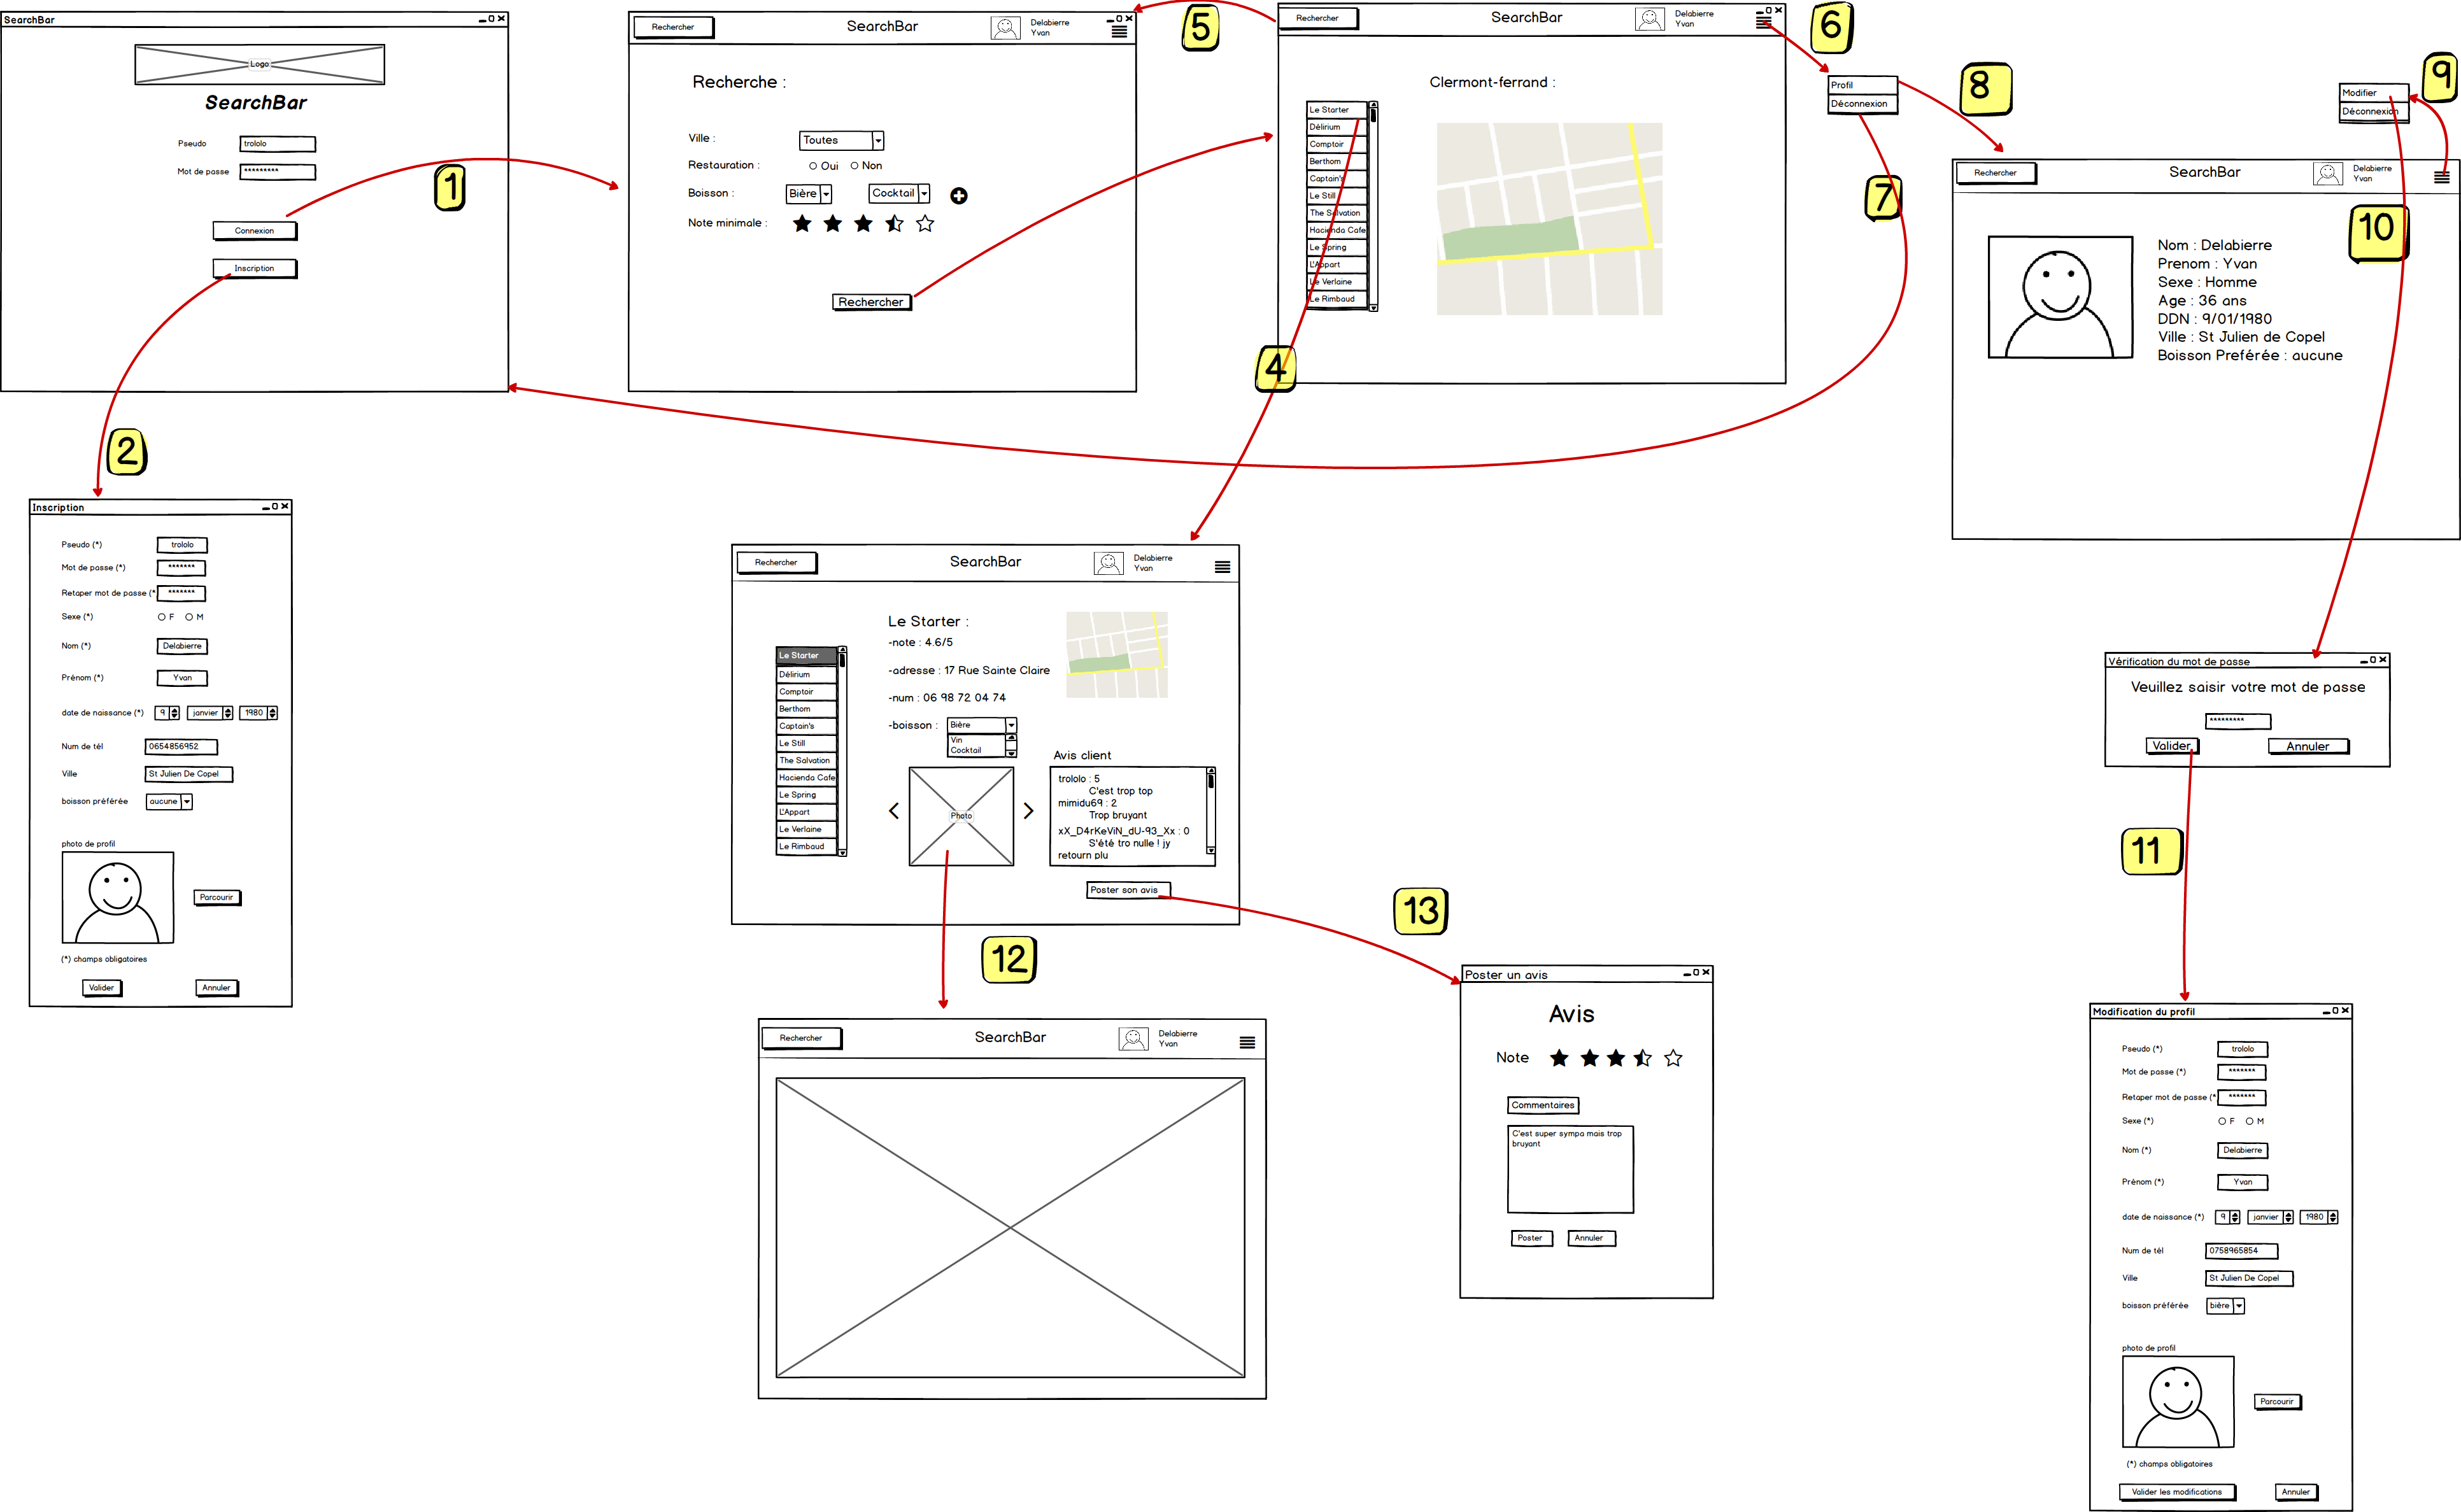 SearchBar
Logo
SearchBar
Pseudo
trololo
Mot de passe
*********
Connexion
Inscription
1
2
Rechercher
SearchBar
Delabierre
Yvan
Recherche :
Ville :
Toutes
Restauration :
Oui
Non
Boisson :
Bière
Cocktail
Note minimale :
Rechercher
5
Rechercher
SearchBar
Delabierre
Yvan
Clermont-ferrand :
Le Starter
Délirium
Comptoir
Berthom
Captain's
Le Still
The Salvation
Hacienda Cafe
Le Spring
L'Appart
Le Verlaine
Le Rimbaud
4
6
Profil
Déconnexion
7
8
Modifier
Déconnexion
9
Rechercher
SearchBar
Delabierre
Yvan
10
Nom : Delabierre
Prenom : Yvan
Sexe : Homme
Age : 36 ans
DDN : 9/01/1980
Ville : St Julien de Copel
Boisson Preférée : aucune
Inscription
Pseudo (*)
trololo
Mot de passe (*)
*******
Retaper mot de passe (*
*******
Sexe (*)
F
M
Nom (*)
Delabierre
Prénom (*)
Yvan
date de naissance (*)
9
janvier
1980
Num de tél
0654856952
Ville
St Julien De Copel
boisson préférée
aucune
photo de profil
Parcourir
(*) champs obligatoires
Valider
Annuler
Rechercher
SearchBar
Delabierre
Yvan
Le Starter
Délirium
Comptoir
Berthom
Captain's
Le Still
The Salvation
Hacienda Cafe
Le Spring
L'Appart
Le Verlaine
Le Rimbaud
Le Starter :
-note : 4.6/5
-adresse : 17 Rue Sainte Claire
-num : 06 98 72 04 74
-boisson :
Bière
Vin
Cocktail
Photo
Avis client
trololo : 5
C'est trop top
mimidu69 : 2
Trop bruyant
xX_D4rKeViN_dU-93_Xx : 0
S'été tro nulle ! jy
retourn plu
Poster son avis
12
13
Rechercher
SearchBar
Delabierre
Yvan
Poster un avis
Avis
Note
Commentaires
C'est super sympa mais trop
bruyant
Poster
Annuler
Vérification du mot de passe
Veuillez saisir votre mot de passe
*********
Valider
Annuler
11
Modification du profil
Pseudo (*)
trololo
Mot de passe (*)
*******
Retaper mot de passe (*
*******
Sexe (*)
F
M
Nom (*)
Delabierre
Prénom (*)
Yvan
date de naissance (*)
9
janvier
1980
Num de tél
0758965854
Ville
St Julien De Copel
boisson préférée
bière
photo de profil
Parcourir
(*) champs obligatoires
Valider les modifications
Annuler